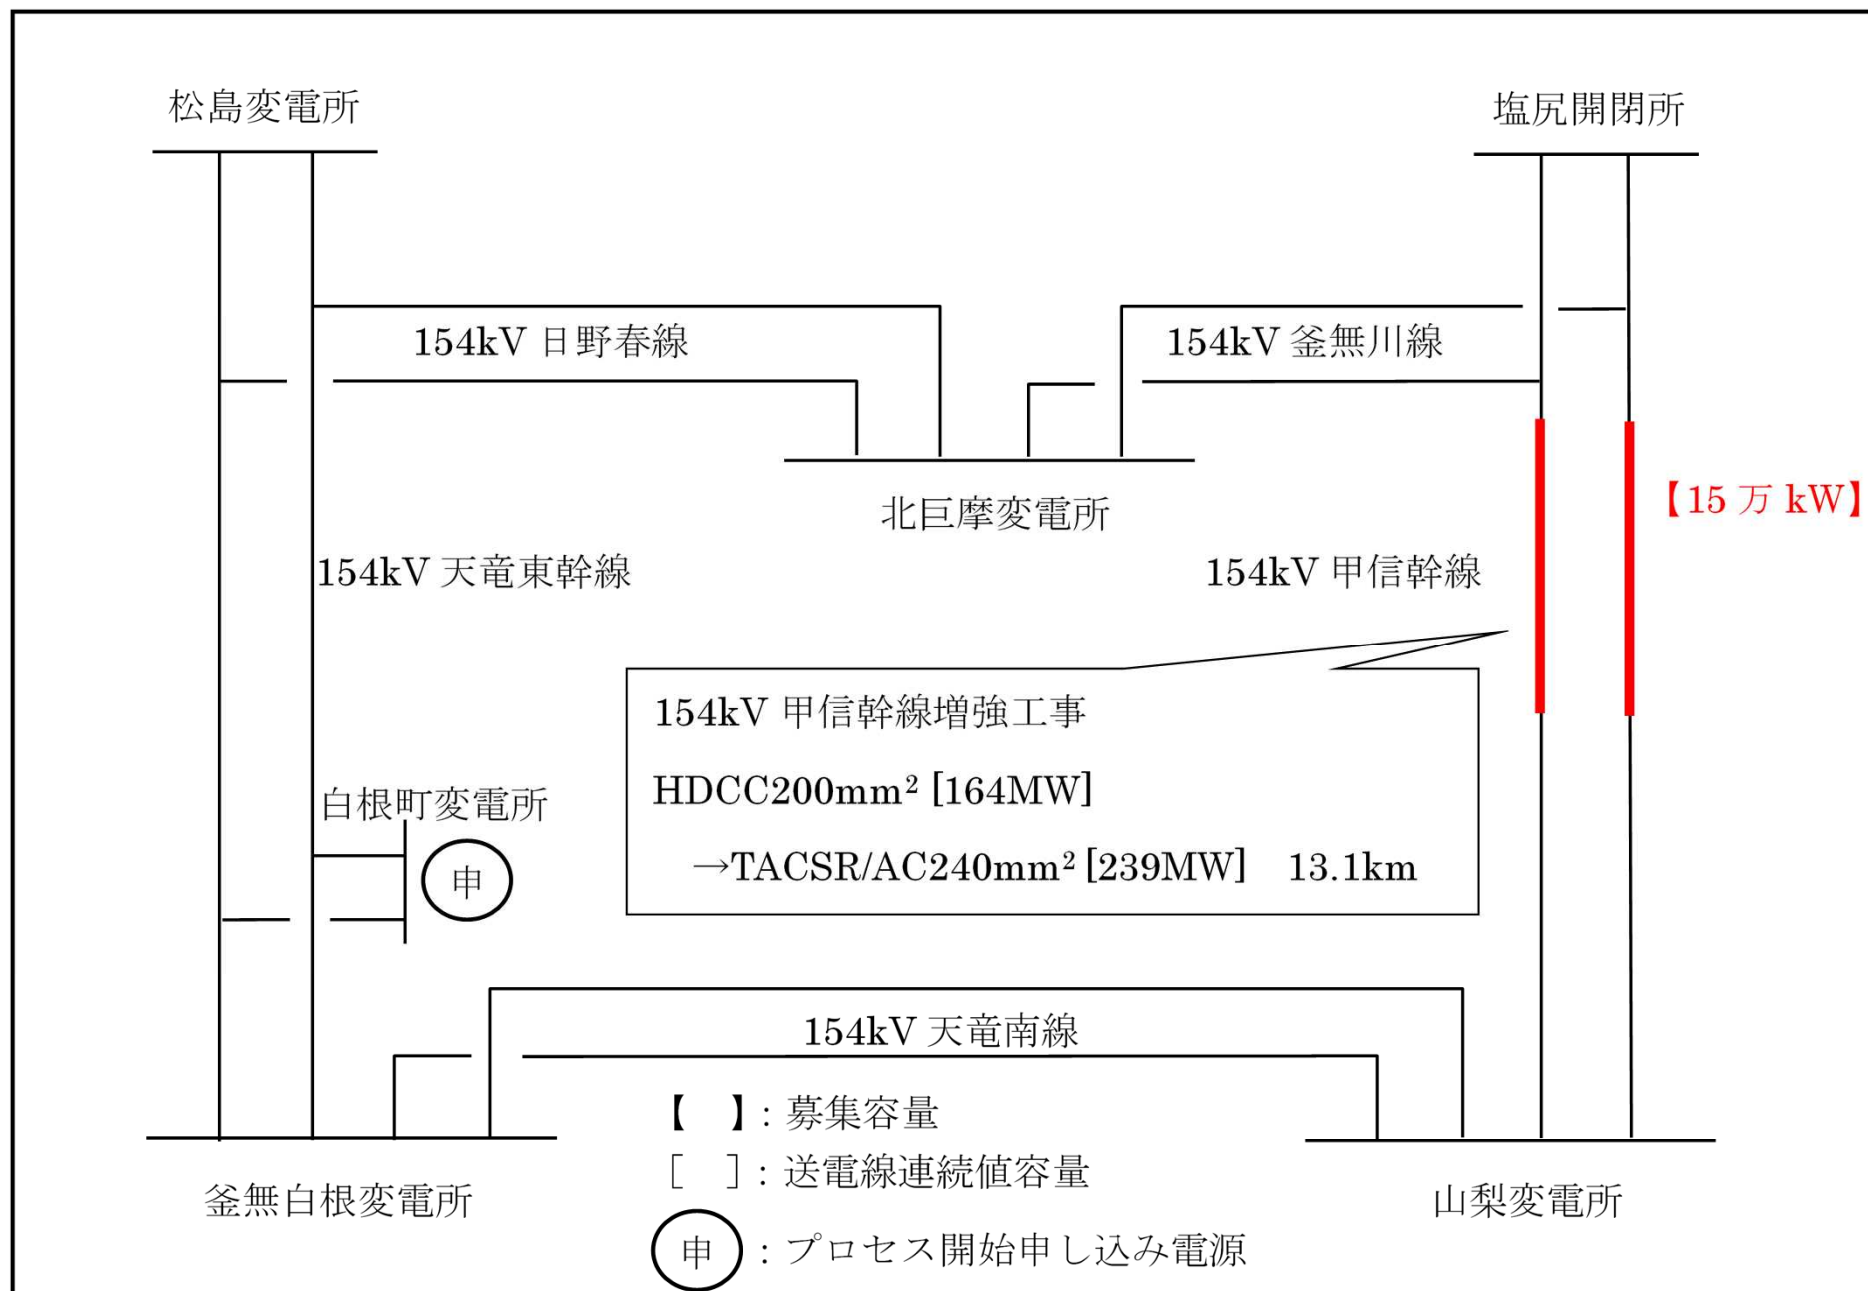 松島変電所
塩尻開閉所
154kV 日野春線
154kV 釜無川線
【15 万 kW】
北巨摩変電所
154kV 天竜東幹線
154kV 甲信幹線
154kV 甲信幹線増強工事
HDCC200mm² [164MW]
→TACSR/AC240mm² [239MW] 13.1km
白根町変電所
申
154kV 天竜南線
【 】: 募集容量
[ ]: 送電線連続値容量
釜無白根変電所
山梨変電所
申 : プロセス開始申し込み電源